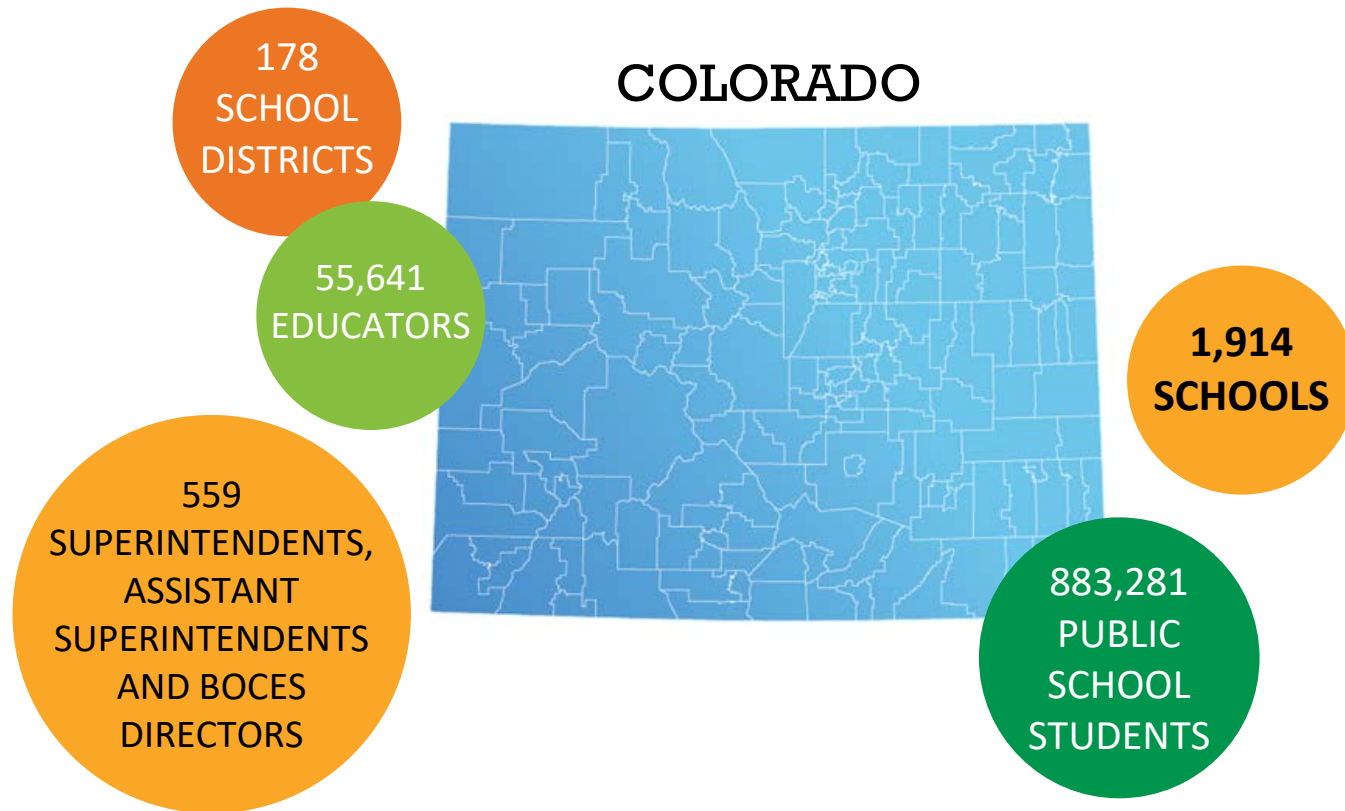 COLORADO
178
SCHOOL
DISTRICTS
55,641
EDUCATORS
559
SUPERINTENDENTS,
ASSISTANT
SUPERINTENDENTS
AND BOCES
DIRECTORS
1,914
SCHOOLS
883,281
PUBLIC
SCHOOL
STUDENTS